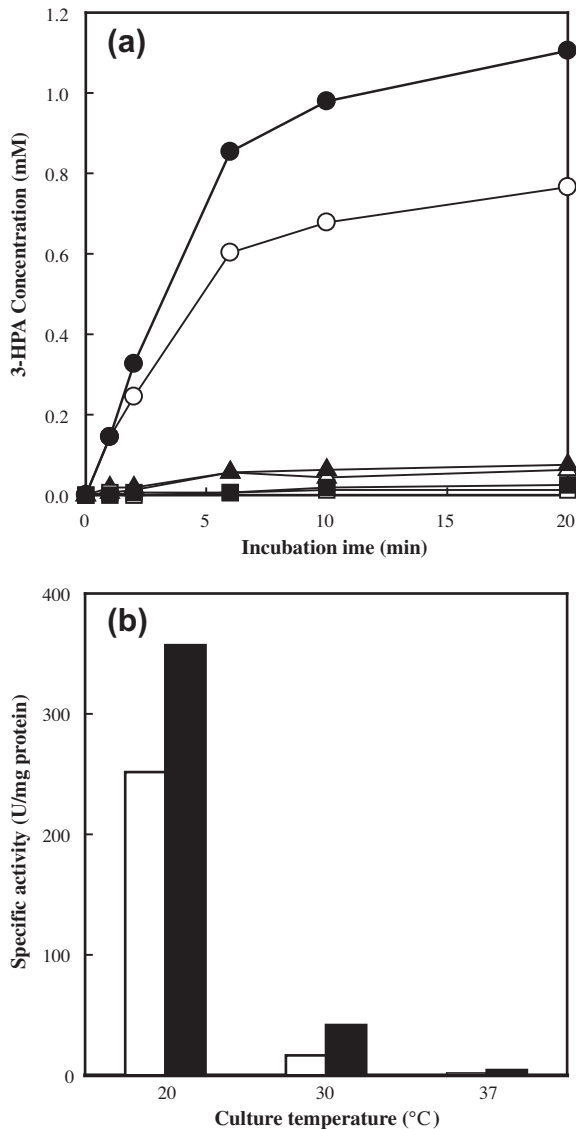 (a)
3-HPA Concentration (mM)
1.2
1.0
0.8
0.6
0.4
0.2
0.0
0 5 10 15 20
Incubation ime (min)
(b)
Specific activity (U/mg protein)
400
300
200
100
0
20 30 37
Culture temperature (°C)